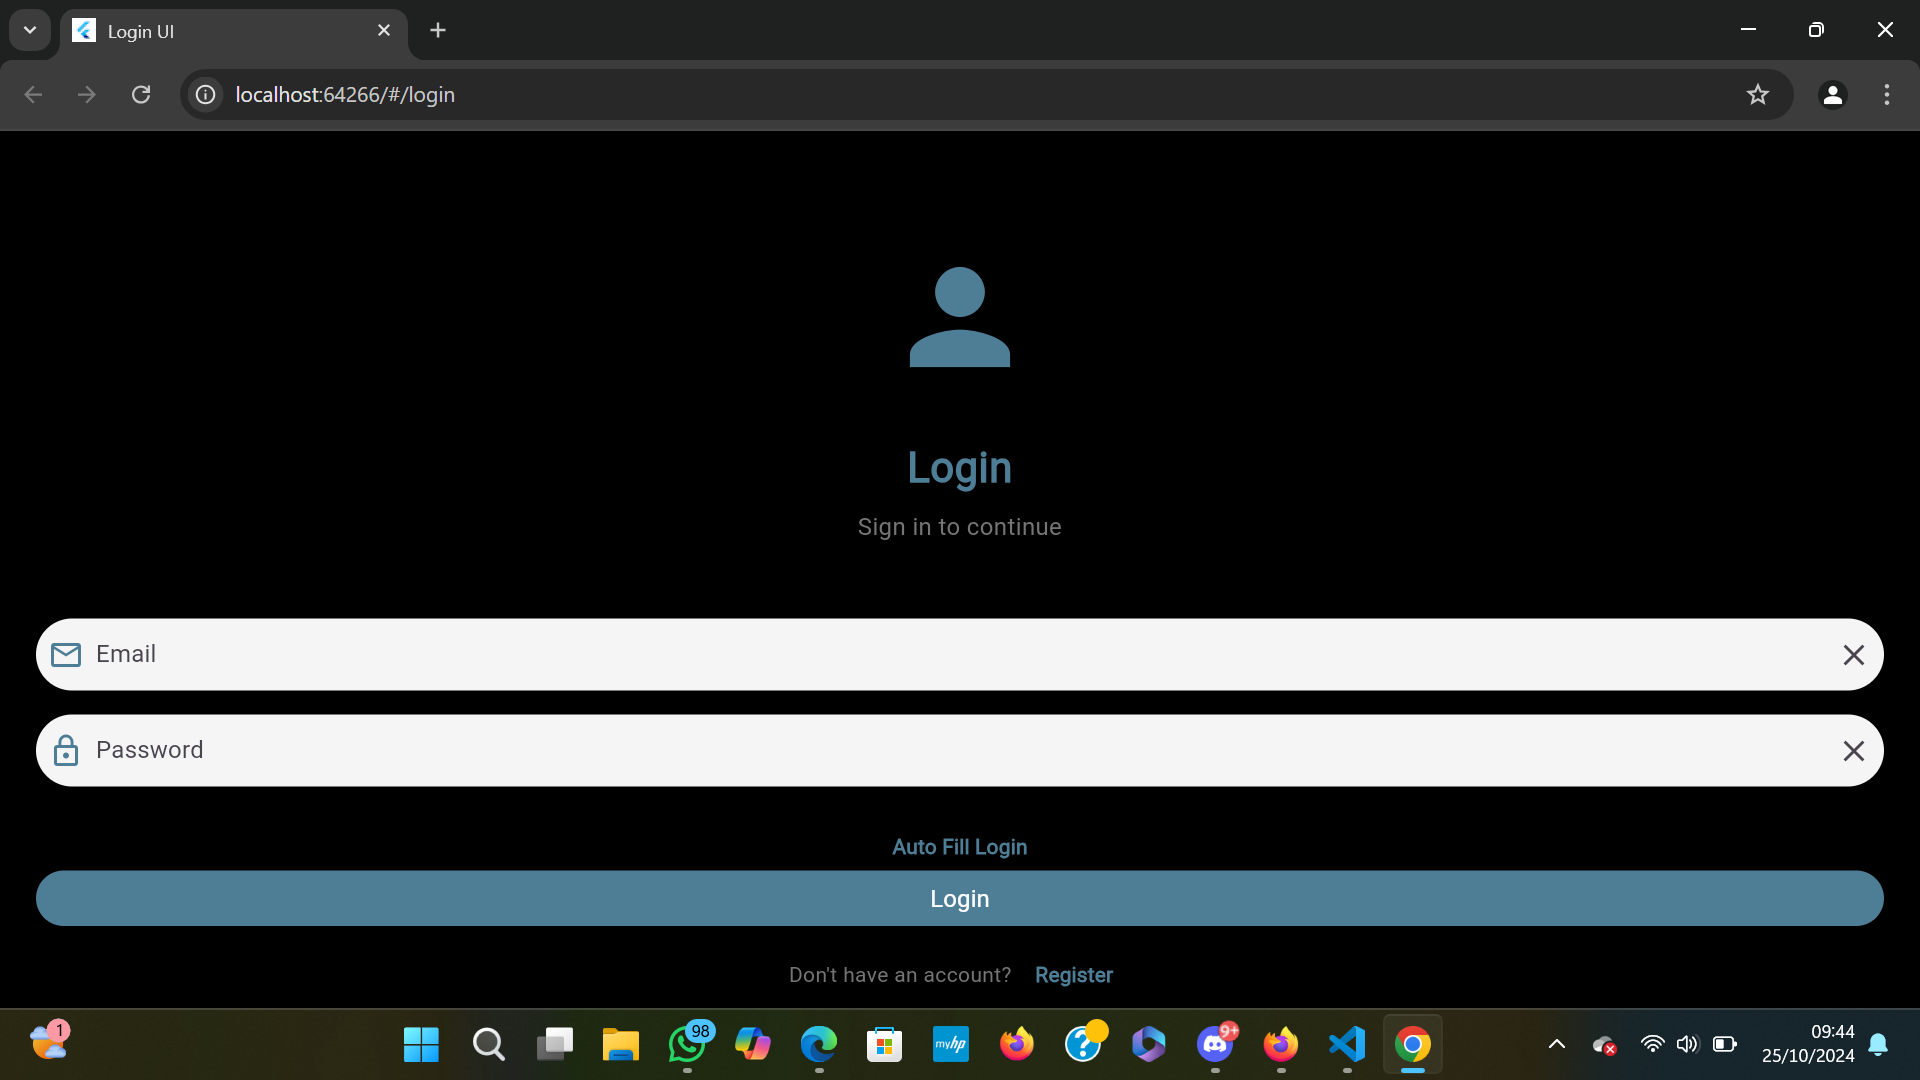 Login UI
localhost:64266/#/login
Login
Sign in to continue
Email
Password
Auto Fill Login
Login
Don't have an account? Register
1
98
myhp
?
9+
09:44
25/10/2024